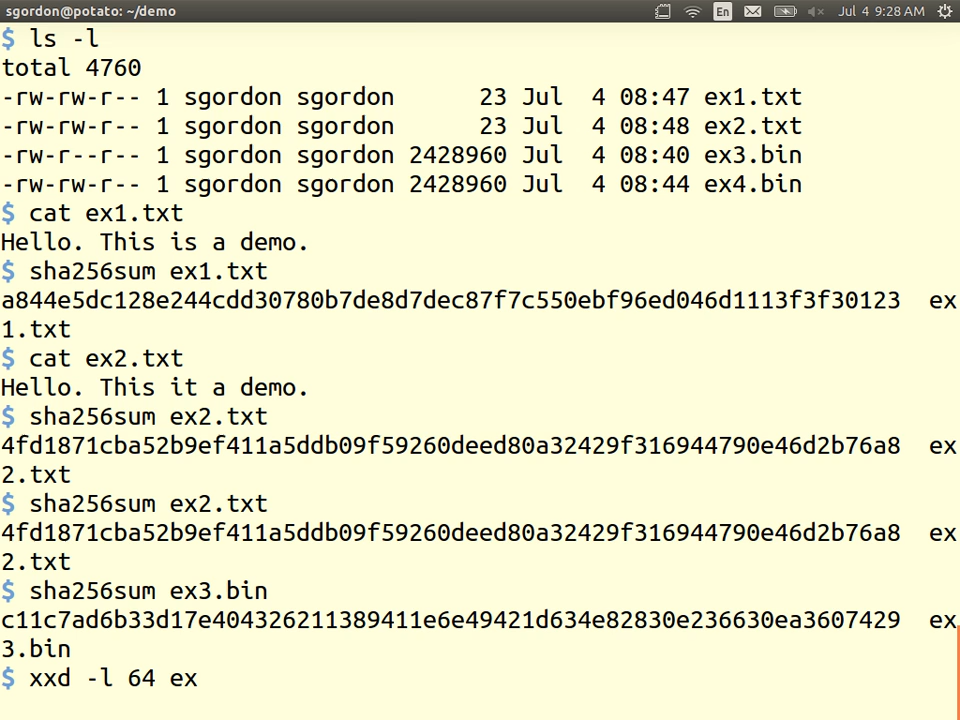 sgordon@potato: ~/demo En Jul 4 9:28 AM
$ ls -l
total 4760
-rw-rw-r-- 1 sgordon sgordon      23 Jul  4 08:47 ex1.txt
-rw-rw-r-- 1 sgordon sgordon      23 Jul  4 08:48 ex2.txt
-rw-r--r-- 1 sgordon sgordon 2428960 Jul  4 08:40 ex3.bin
-rw-rw-r-- 1 sgordon sgordon 2428960 Jul  4 08:44 ex4.bin
$ cat ex1.txt
Hello. This is a demo.
$ sha256sum ex1.txt
a844e5dc128e244cdd30780b7de8d7dec87f7c550ebf96ed046d1113f3f30123  ex
1.txt
$ cat ex2.txt
Hello. This it a demo.
$ sha256sum ex2.txt
4fd1871cba52b9ef411a5ddb09f59260deed80a32429f316944790e46d2b76a8  ex
2.txt
$ sha256sum ex2.txt
4fd1871cba52b9ef411a5ddb09f59260deed80a32429f316944790e46d2b76a8  ex
2.txt
$ sha256sum ex3.bin
c11c7ad6b33d17e404326211389411e6e49421d634e82830e236630ea3607429  ex
3.bin
$ xxd -l 64 ex